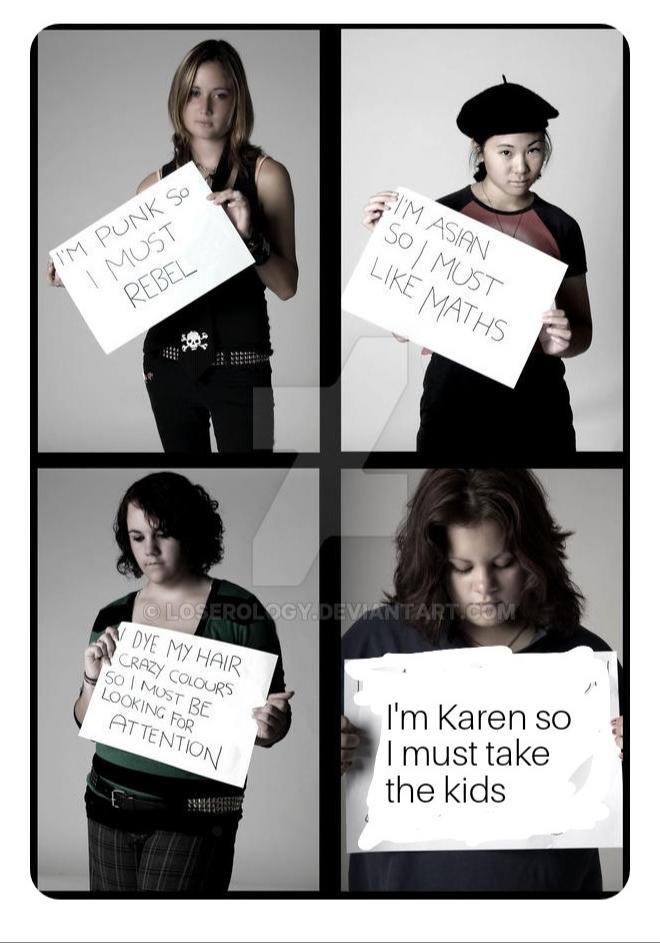 I'M PUNK SO
I MUST
REBEL
I'M ASIAN
SO I MUST
LIKE MATHS
I DYE MY HAIR
CRAZY COLOURS
SO I MUST BE
LOOKING FOR
ATTENTION
© LOSEROLOGY.DEVIANTART.COM
I'm Karen so
I must take
the kids